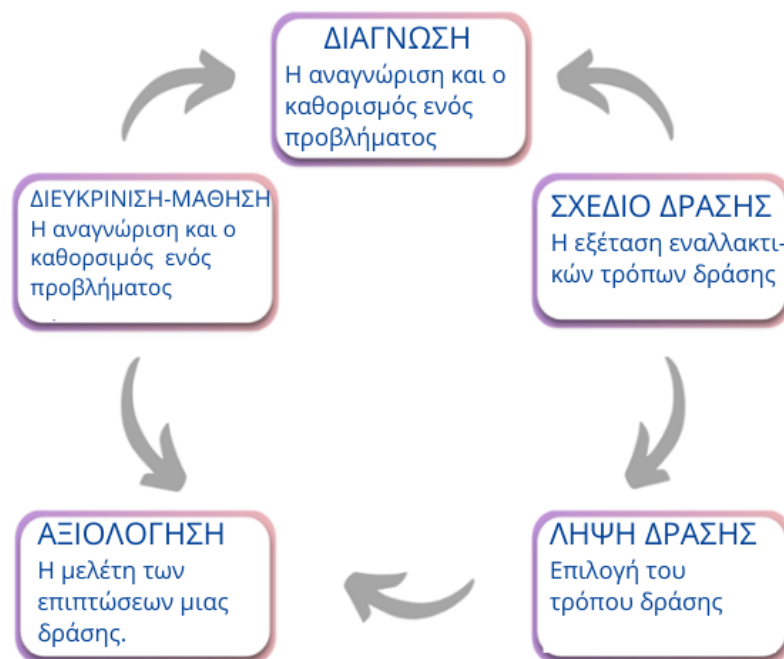 ΔΙΑΓΝΩΣΗ
Η αναγνώριση και ο
καθορισμός ενός
προβλήματος
ΔΙΕΥΚΡΙΝΙΣΗ-ΜΑΘΗΣΗ
Η αναγνώριση και ο
καθορσιμός ενός
προβλήματος
ΣΧΕΔΙΟ ΔΡΑΣΗΣ
Η εξέταση εναλλακτι-
κών τρόπων δράσης
ΑΞΙΟΛΟΓΗΣΗ
Η μελέτη των
επιπτώσεων μιας
δράσης.
ΛΗΨΗ ΔΡΑΣΗΣ
Επιλογή του
τρόπου δράσης